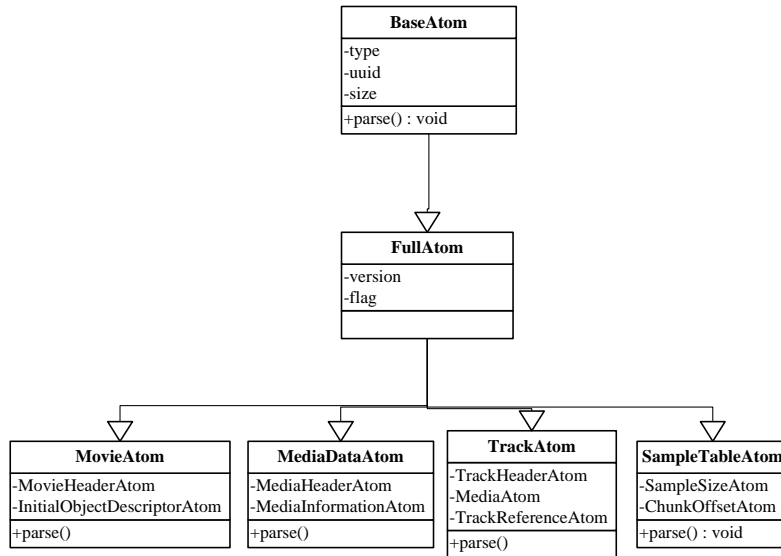 BaseAtom
-type
-uuid
-size
+parse() : void
FullAtom
-version
-flag
MovieAtom
-MovieHeaderAtom
-InitialObjectDescriptorAtom
+parse()
MediaDataAtom
-MediaHeaderAtom
-MediaInformationAtom
+parse()
TrackAtom
-TrackHeaderAtom
-MediaAtom
-TrackReferenceAtom
+parse()
SampleTableAtom
-SampleSizeAtom
-ChunkOffsetAtom
+parse() : void